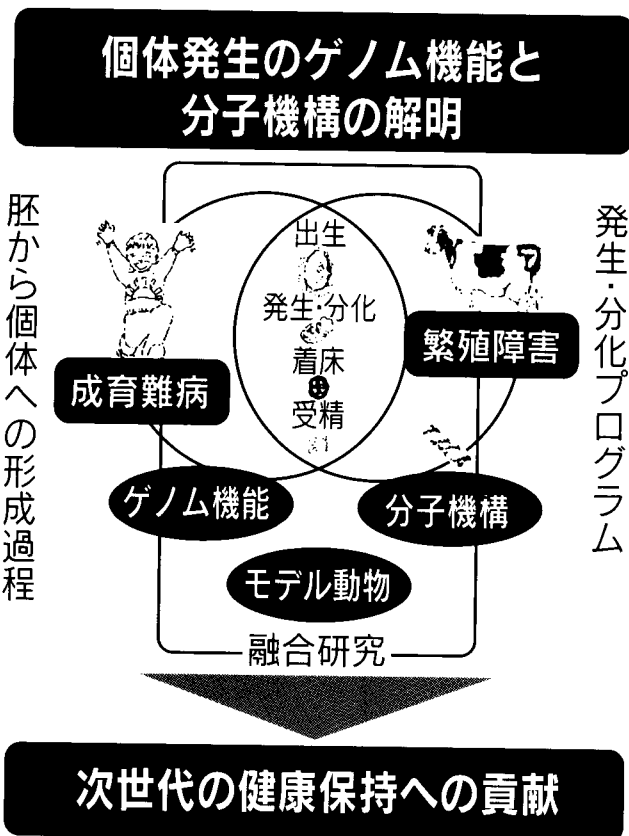 個体発生のゲノム機能と
分子機構の解明
胚から個体への形成過程
発生・分化プログラム
出生
発生・分化
着床
受精
成育難病
繁殖障害
ゲノム機能
分子機構
モデル動物
融合研究
次世代の健康保持への貢献